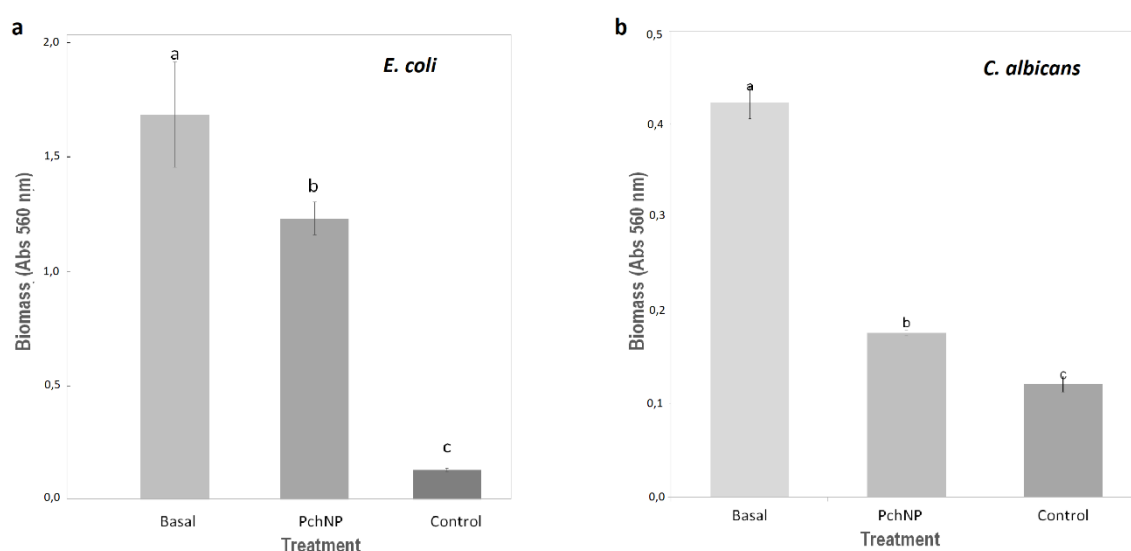 a
E. coli
Biomass (Abs 560 nm)
2,0
1,5
1,0
0,5
0,0
a
b
c
Basal PchNP Control
Treatment
b
C. albicans
Biomass (Abs 560 nm)
0,5
0,4
0,3
0,2
0,1
0,0
a
b
c
Basal PchNP Control
Treatment